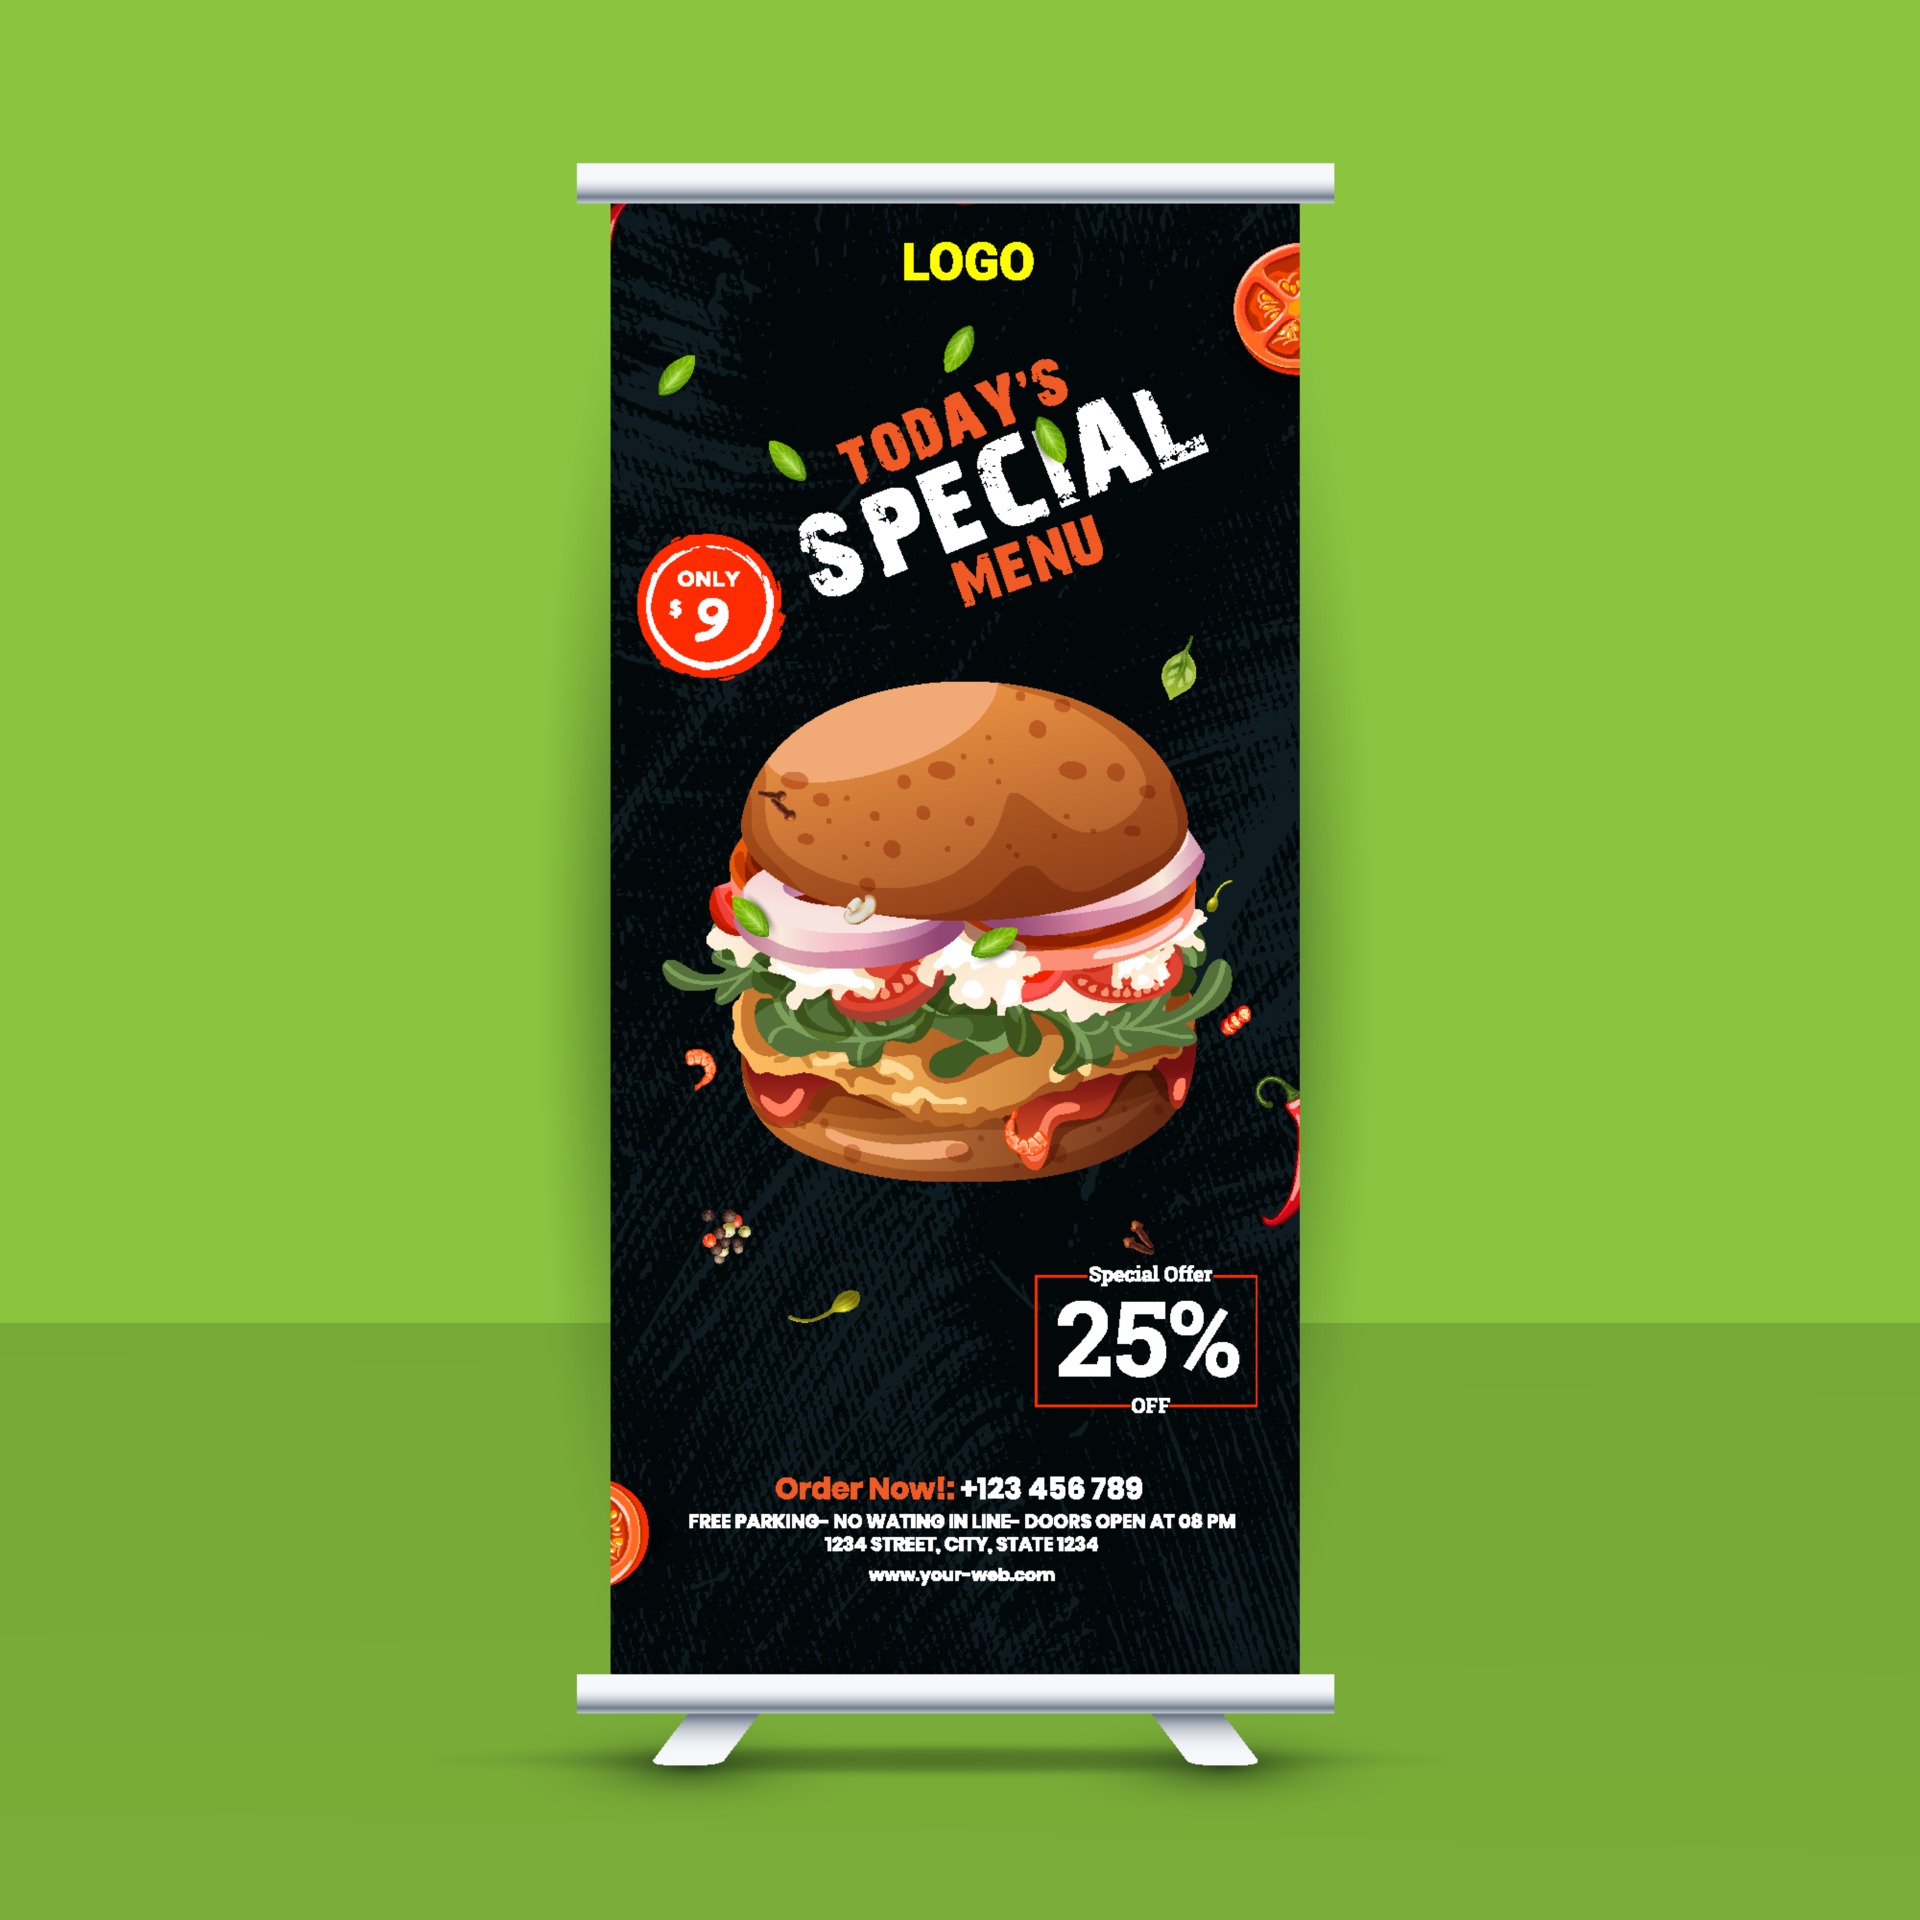 LOGO
TODAY'S
SPECIAL
MENU
ONLY
$ 9
Special Offer
25%
OFF
Order Now!: +123 456 789
FREE PARKING- NO WATING IN LINE- DOORS OPEN AT 08 PM
1234 STREET, CITY, STATE 1234
www.your-web.com